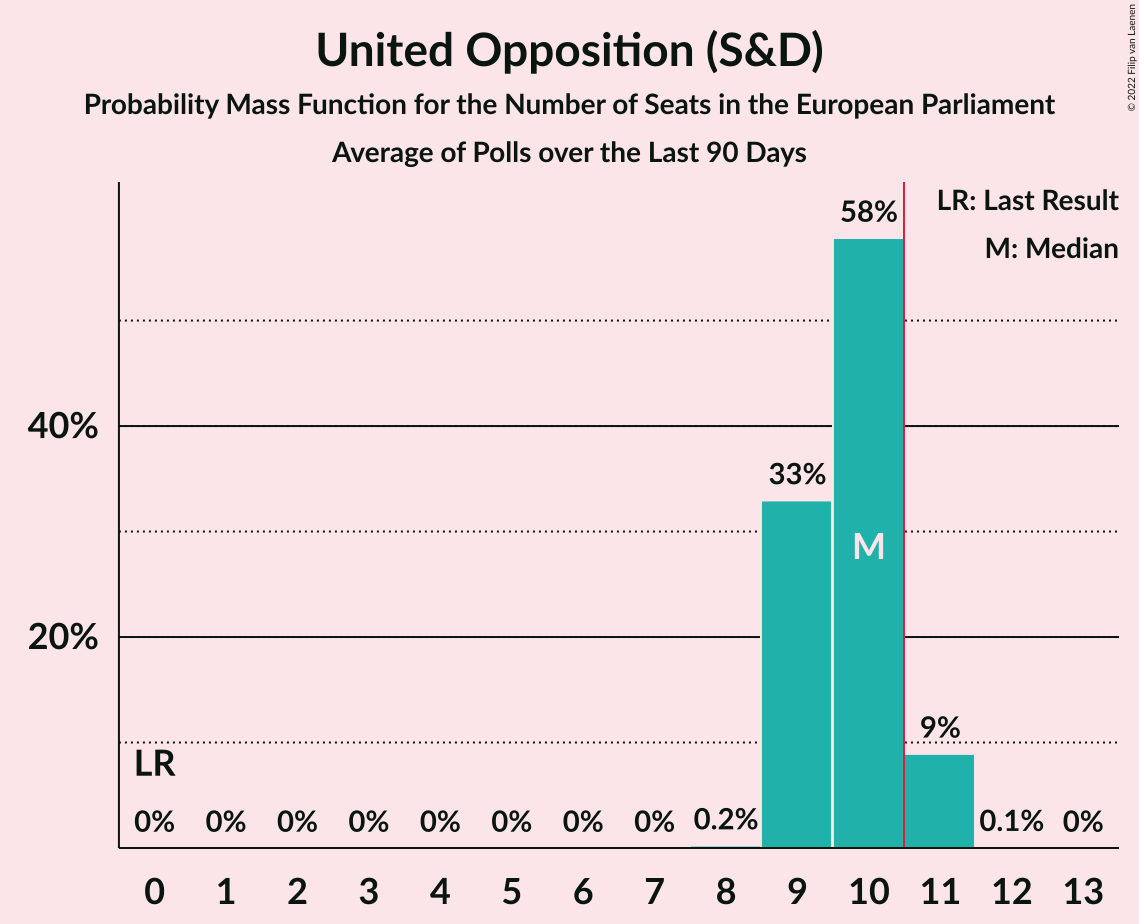 United Opposition (S&D)
Probability Mass Function for the Number of Seats in the European Parliament
Average of Polls over the Last 90 Days
© 2022 Filip van Laenen
LR: Last Result
M: Median
58%
40%
33%
M
20%
9%
LR
0% 0% 0% 0% 0% 0% 0% 0% 0.2% 0.1% 0%
0 1 2 3 4 5 6 7 8 9 10 11 12 13